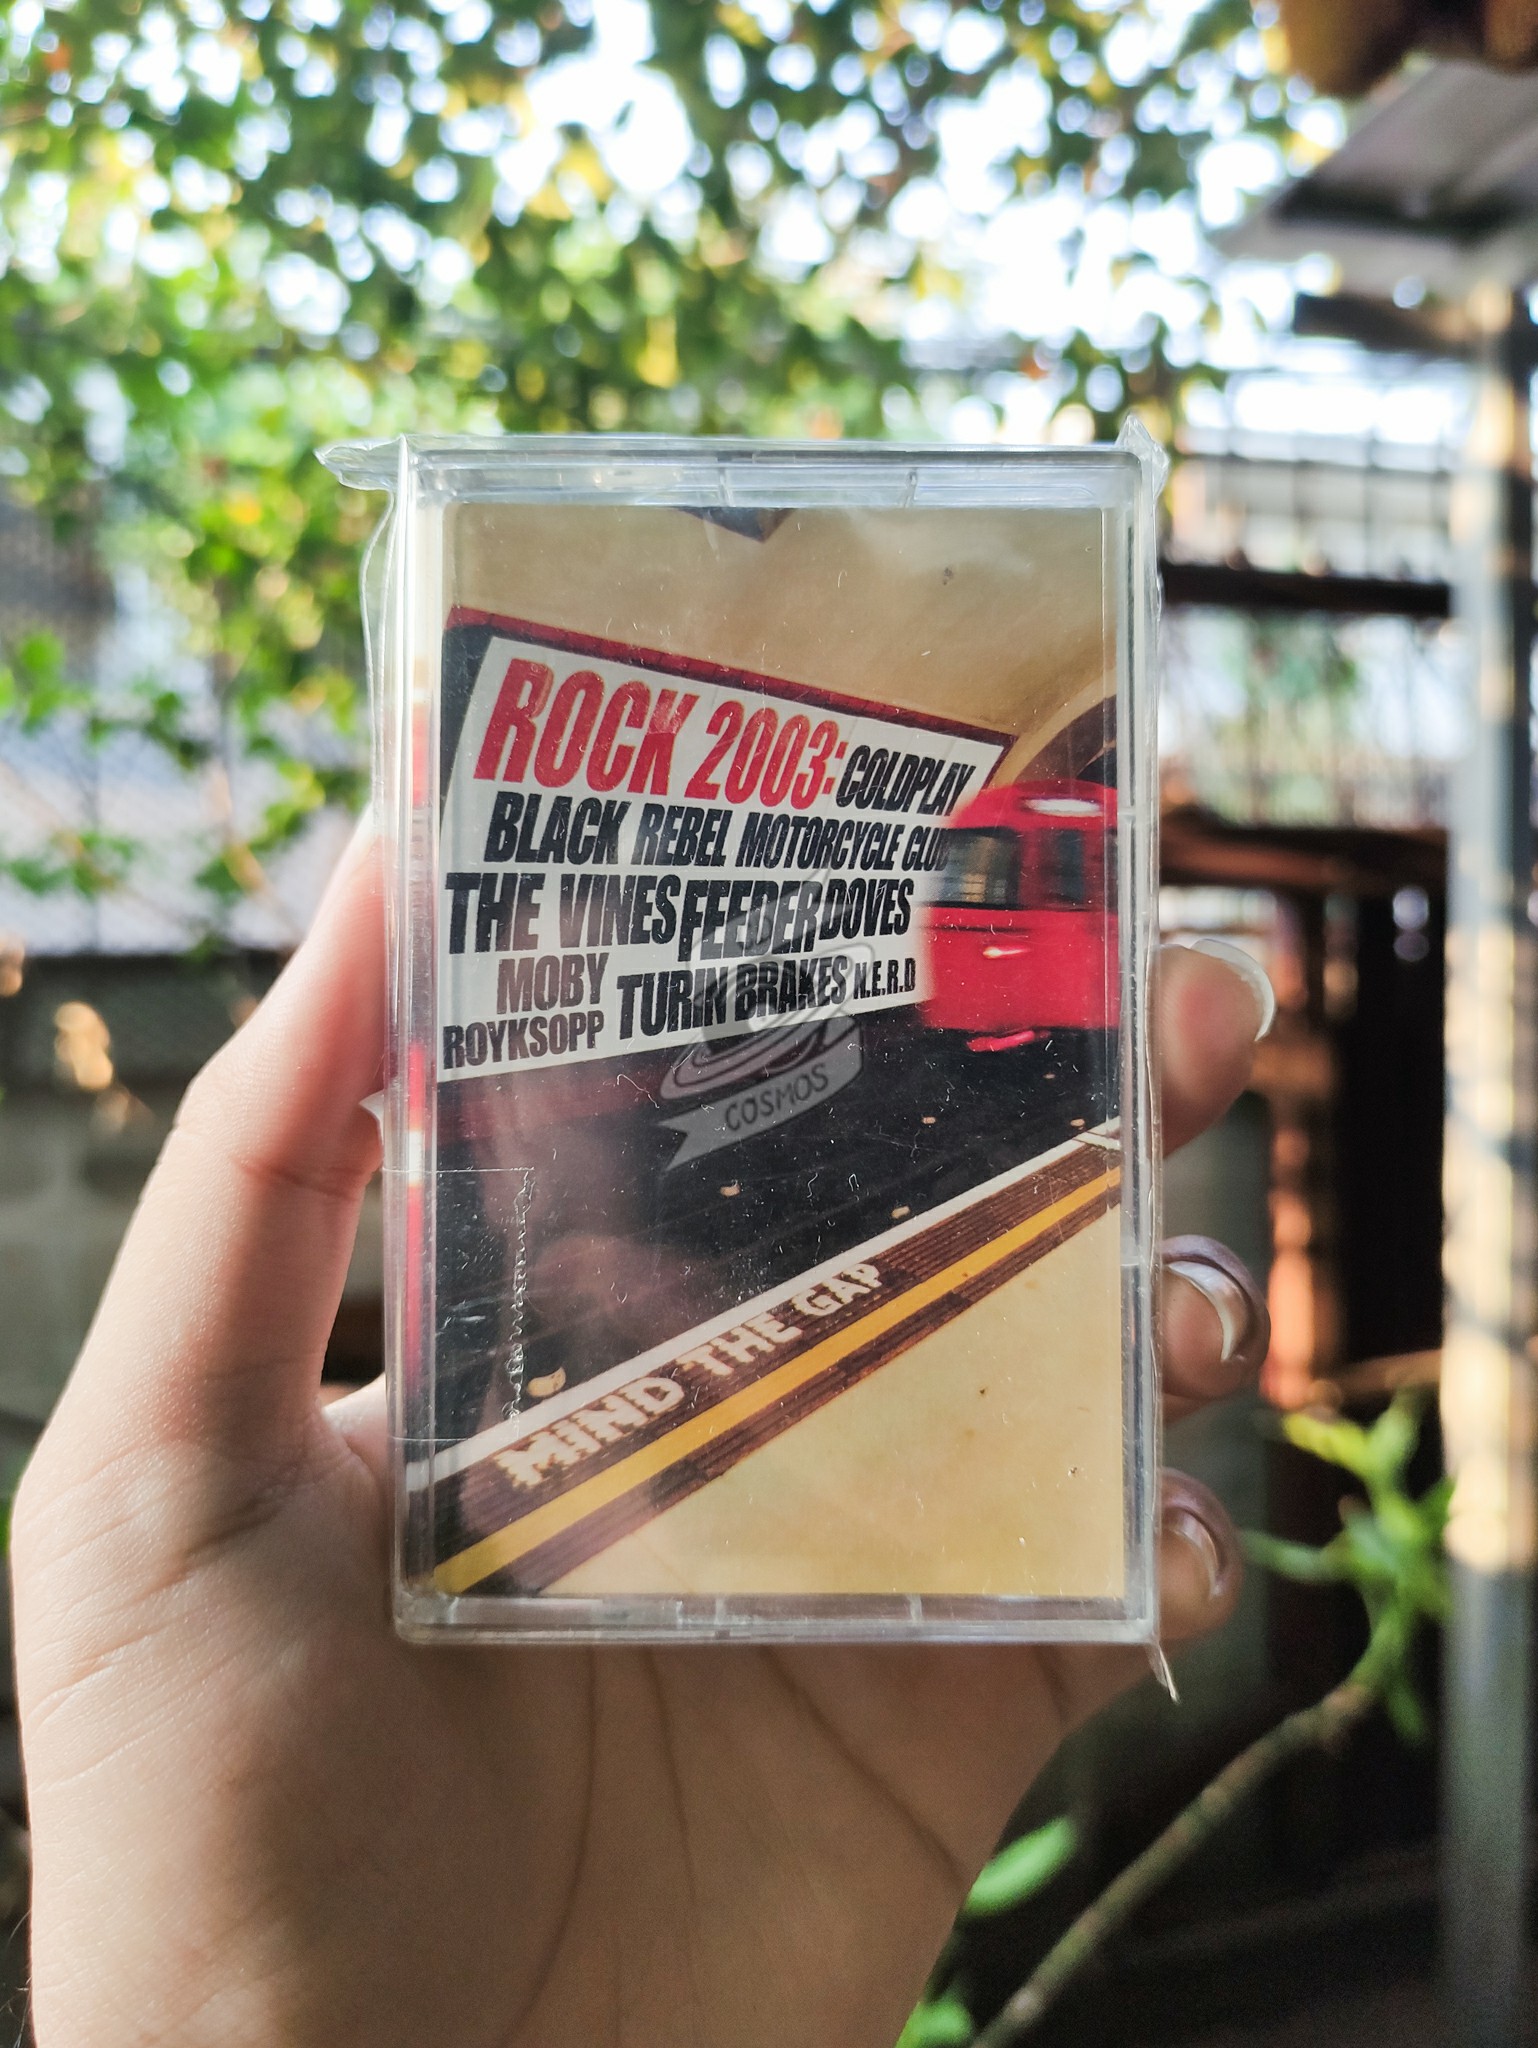 ROCK 2003: COLDPLAY
BLACK REBEL MOTORCYCLE CLUB
THE VINES FEEDER DOVES
MOBY TURIN BRAKES N.E.R.D
ROYKSOPP
COSMOS
MIND THE GAP